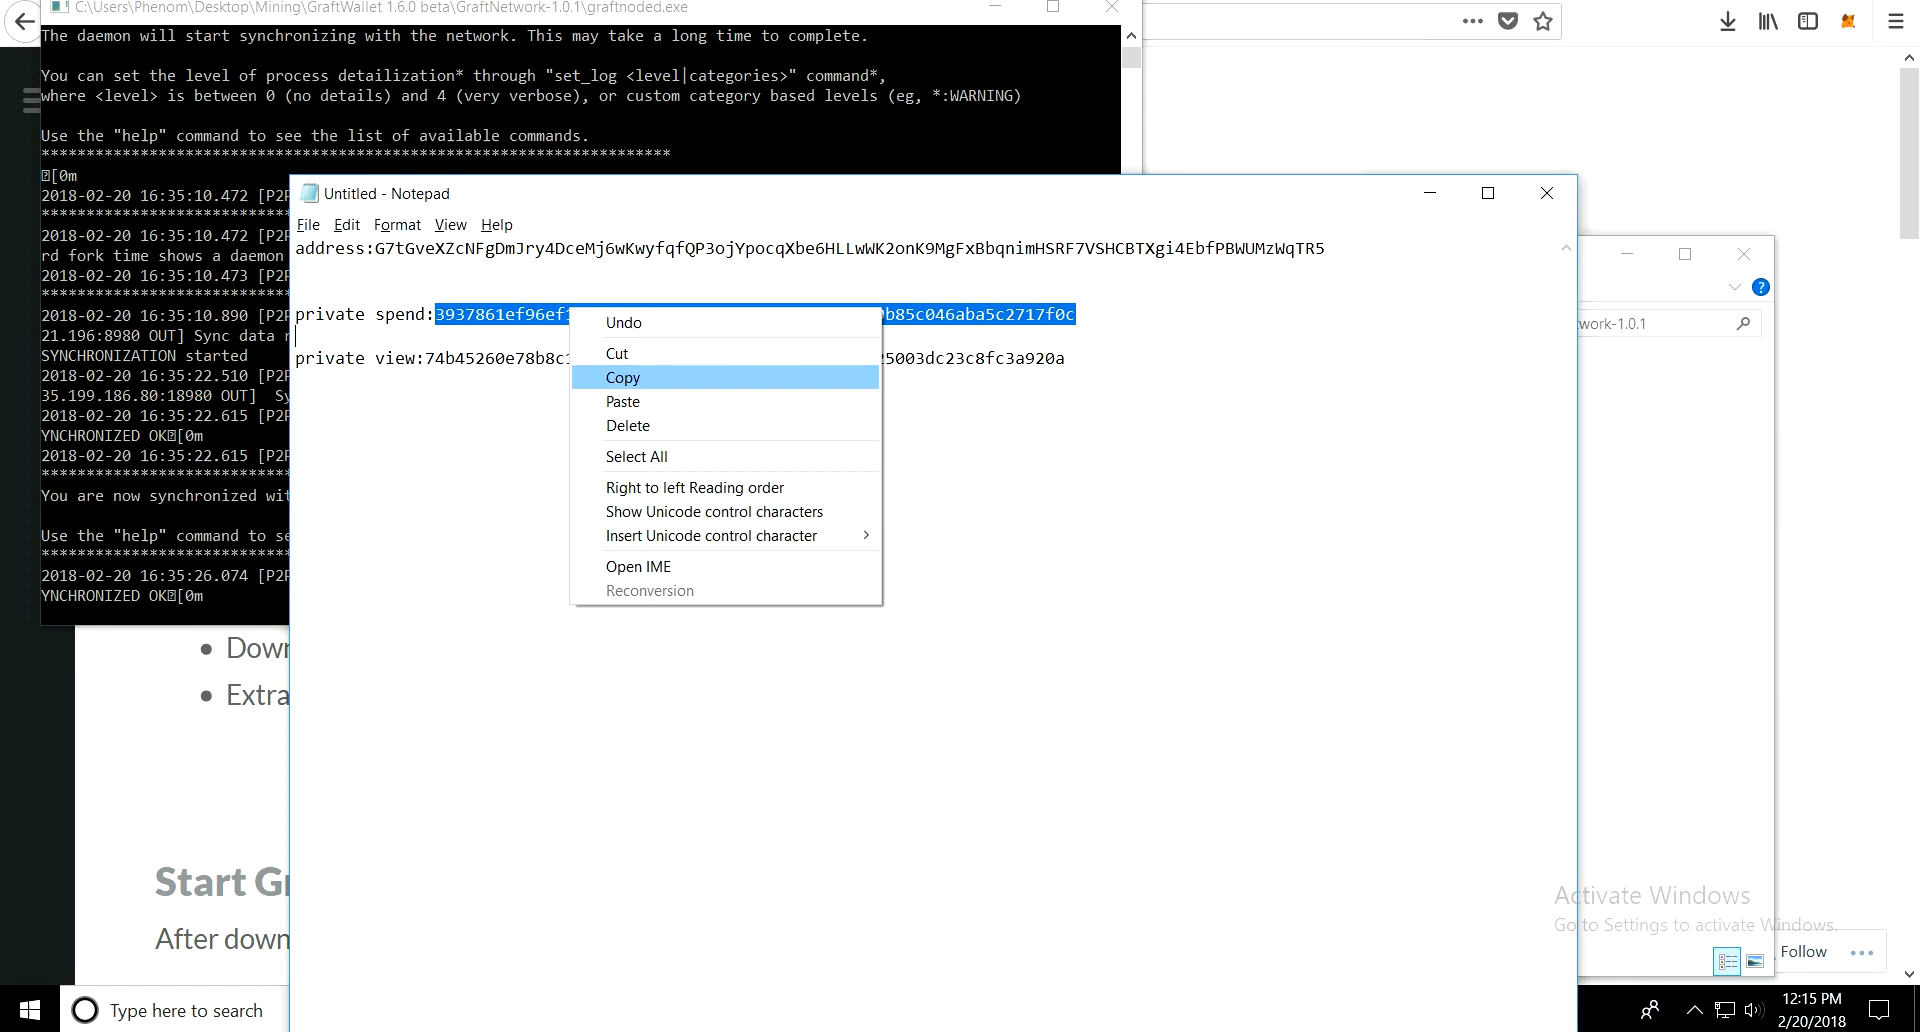 C:\Users\Phenom\Desktop\Mining\GraftWallet 1.6.0 beta\GraftNetwork-1.0.1\graftnoded.exe
The daemon will start synchronizing with the network. This may take a long time to complete.
You can set the level of process detailization* through "set_log <level|categories>" command*,
where <level> is between 0 (no details) and 4 (very verbose), or custom category based levels (eg, *:WARNING)
Use the "help" command to see the list of available commands.
**********************************************************************
[0m
2018-02-20 16:35:10.472 [P2P
****************************
2018-02-20 16:35:10.472 [P2P
rd fork time shows a daemon
2018-02-20 16:35:10.473 [P2P
****************************
2018-02-20 16:35:10.890 [P2P
21.196:8980 OUT] Sync data r
SYNCHRONIZATION started
2018-02-20 16:35:22.510 [P2P
35.199.186.80:18980 OUT]  Sy
2018-02-20 16:35:22.615 [P2P
YNCHRONIZED OK[0m
2018-02-20 16:35:22.615 [P2P
****************************
You are now synchronized wit
Use the "help" command to se
****************************
2018-02-20 16:35:26.074 [P2P
YNCHRONIZED OK[0m
Untitled - Notepad
File Edit Format View Help
address:G7tGveXZcNFgDmJry4DceMj6wKwyfqfQP3ojYpocqXbe6HLLwWK2onK9MgFxBbqnimHSRF7VSHCBTXgi4EbfPBWUMzWqTR5
private spend:3937861ef96ef b85c046aba5c2717f0c
private view:74b45260e78b8c 5003dc23c8fc3a920a
Undo
Cut
Copy
Paste
Delete
Select All
Right to left Reading order
Show Unicode control characters
Insert Unicode control character
Open IME
Reconversion
work-1.0.1
Down
Extra
Start Gr
After down
Activate Windows
Go to Settings to activate Windows.
Follow
Type here to search
12:15 PM
2/20/2018